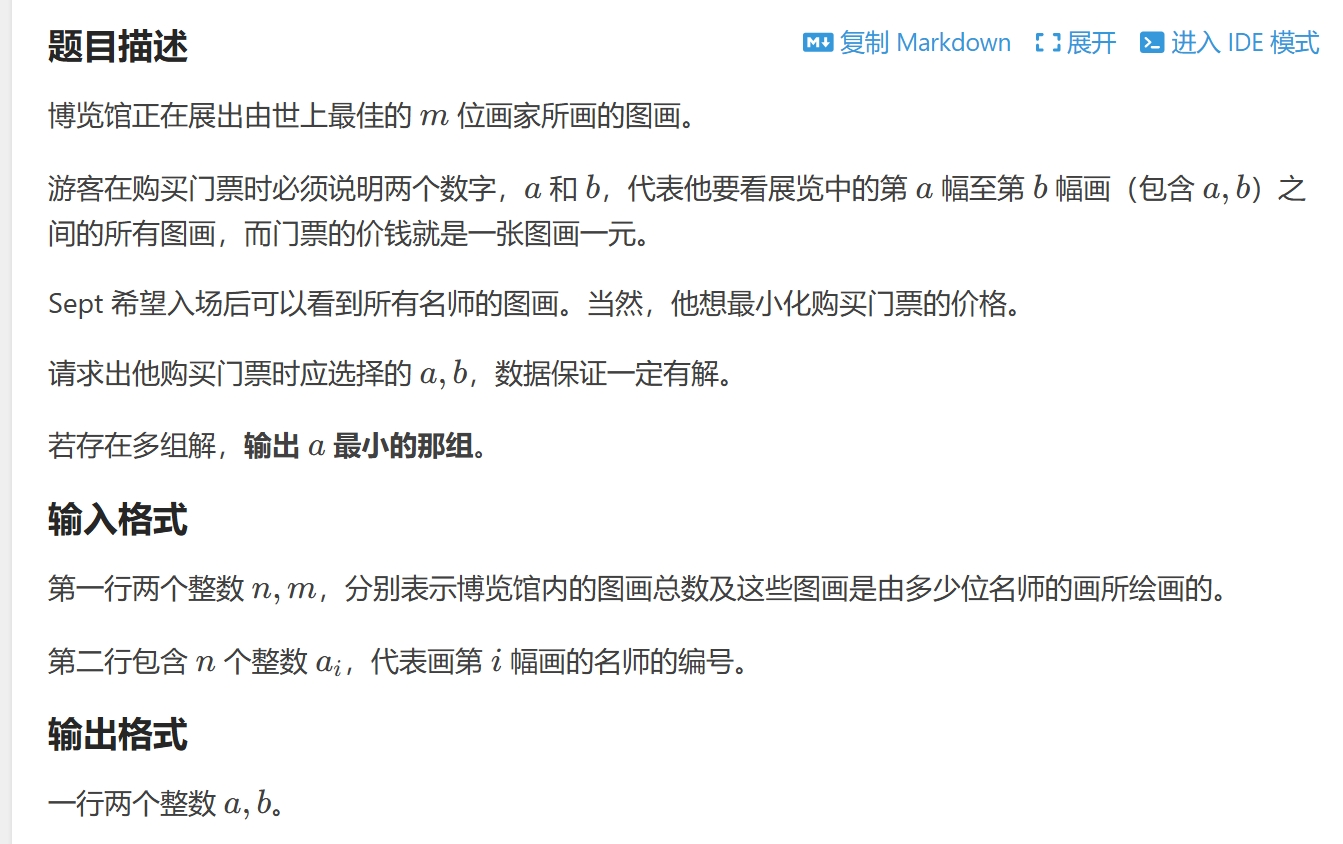 题目描述
复制 Markdown 展开 进入 IDE 模式
博览馆正在展出由世上最佳的 m 位画家所画的图画。
游客在购买门票时必须说明两个数字，a 和 b，代表他要看展览中的第 a 幅至第 b 幅画（包含 a, b）之
间的所有图画，而门票的价钱就是一张图画一元。
Sept 希望入场后可以看到所有名师的图画。当然，他想最小化购买门票的价格。
请求出他购买门票时应选择的 a, b，数据保证一定有解。
若存在多组解，输出 a 最小的那组。
输入格式
第一行两个整数 n, m，分别表示博览馆内的图画总数及这些图画是由多少位名师的画所绘画的。
第二行包含 n 个整数 aᵢ，代表画第 i 幅画的名师的编号。
输出格式
一行两个整数 a, b。